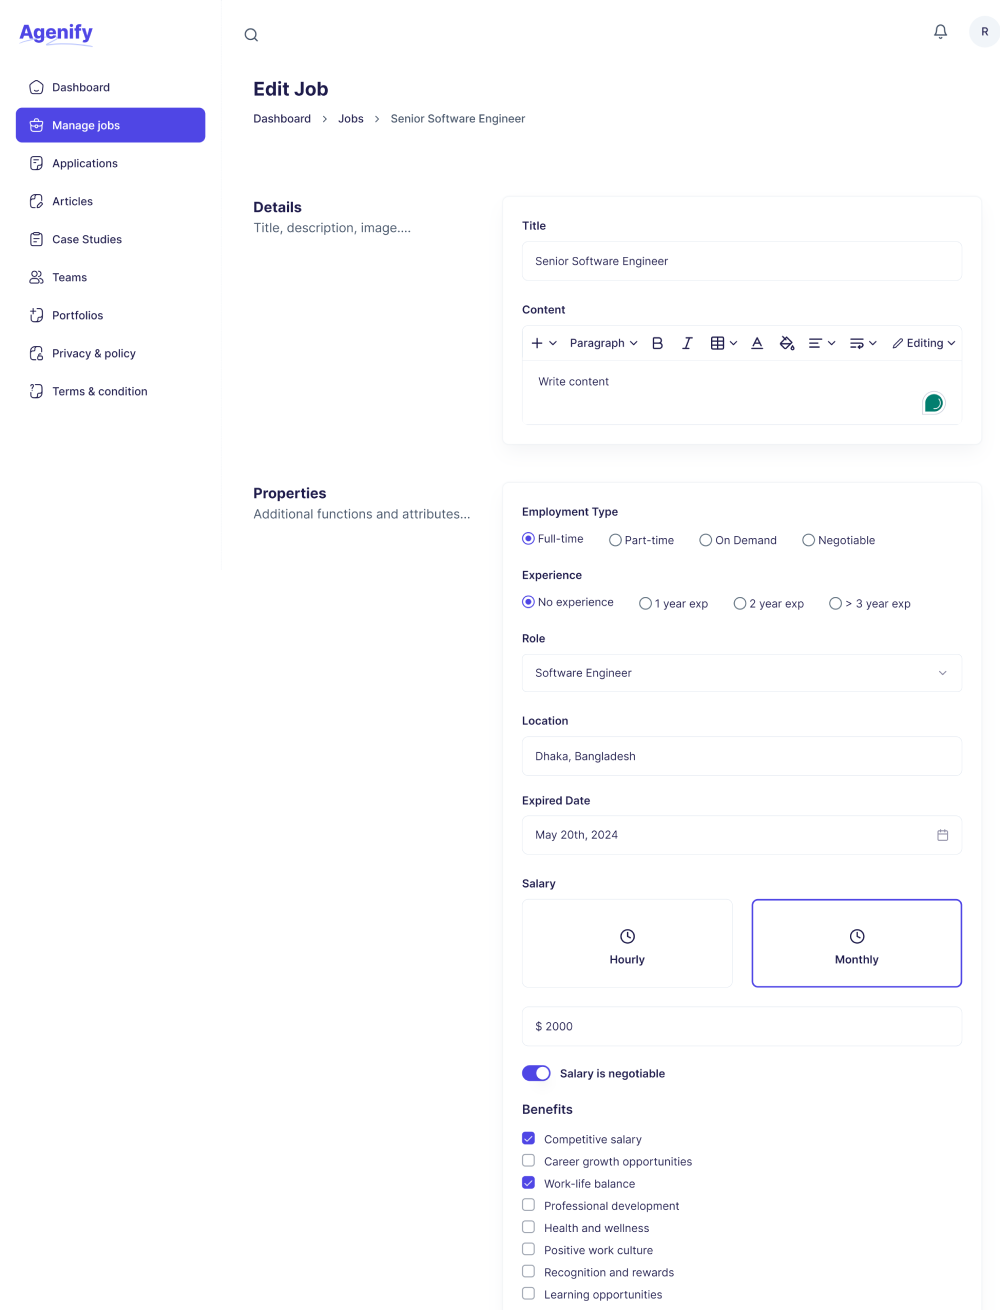 Agenify
R
Dashboard
Manage jobs
Applications
Articles
Case Studies
Teams
Portfolios
Privacy & policy
Terms & condition
Edit Job
Dashboard > Jobs > Senior Software Engineer
Details
Title, description, image....
Title
Senior Software Engineer
Content
Paragraph B I A Editing
Write content
Properties
Additional functions and attributes...
Employment Type
Full-time Part-time On Demand Negotiable
Experience
No experience 1 year exp 2 year exp > 3 year exp
Role
Software Engineer
Location
Dhaka, Bangladesh
Expired Date
May 20th, 2024
Salary
Hourly Monthly
$ 2000
Salary is negotiable
Benefits
Competitive salary
Career growth opportunities
Work-life balance
Professional development
Health and wellness
Positive work culture
Recognition and rewards
Learning opportunities